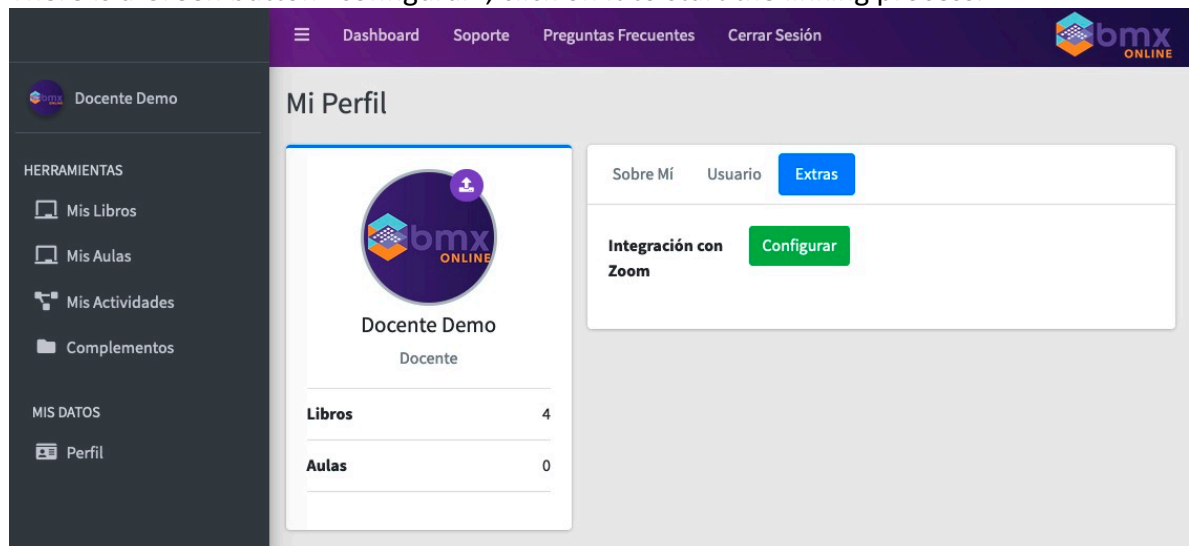 Dashboard Soporte Preguntas Frecuentes Cerrar Sesión
bmx
ONLINE
bmx Docente Demo
HERRAMIENTAS
Mis Libros
Mis Aulas
Mis Actividades
Complementos
MIS DATOS
Perfil
Mi Perfil
bmx
ONLINE
Docente Demo
Docente
Libros 4
Aulas 0
Sobre Mí Usuario Extras
Integración con
Zoom
Configurar